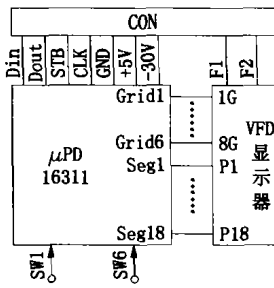 CON
Din
Dout
STB
CLK
GND
+5V
-30V
F1
F2
Grid1
1G
μPD
16311
Grid6
8G
Seg1
P1
Seg18
P18
VFD
显
示
器
SW1
SW6